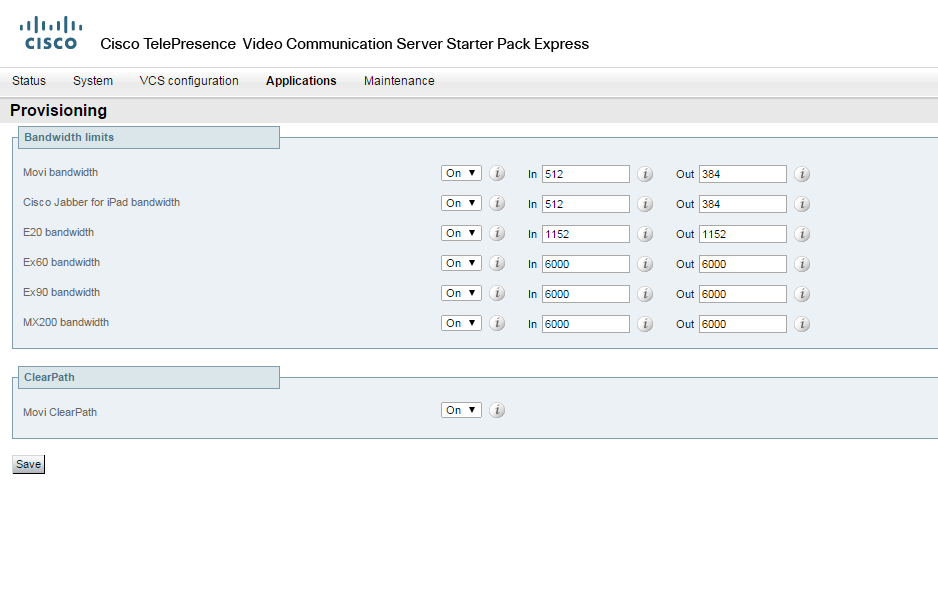 CISCO
Cisco TelePresence Video Communication Server Starter Pack Express
Status System VCS configuration Applications Maintenance
Provisioning
Bandwidth limits
Movi bandwidth On ▼ i In 512 i Out 384 i
Cisco Jabber for iPad bandwidth On ▼ i In 512 i Out 384 i
E20 bandwidth On ▼ i In 1152 i Out 1152 i
Ex60 bandwidth On ▼ i In 6000 i Out 6000 i
Ex90 bandwidth On ▼ i In 6000 i Out 6000 i
MX200 bandwidth On ▼ i In 6000 i Out 6000 i
ClearPath
Movi ClearPath On ▼ i
Save